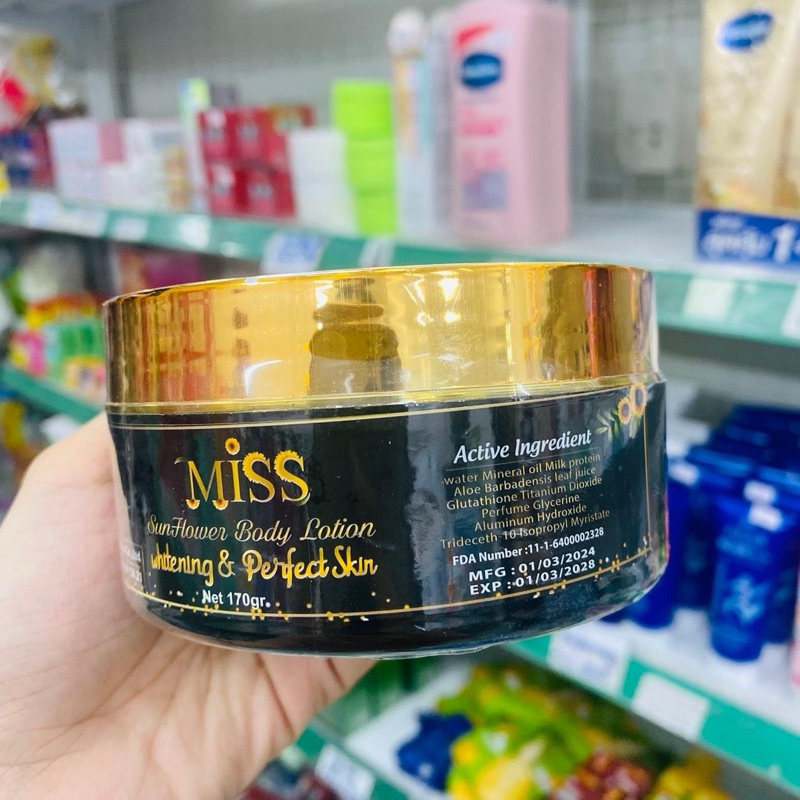 MiSS
SunFlower Body Lotion
whitening & Perfect Skin
Net 170gr.
Active Ingredient
water Mineral oil Milk protein
Aloe Barbadensis leaf juice
Glutathione Titanium Dioxide
Perfume Glycerine
Aluminum Hydroxide
Trideceth-10-Isopropyl Myristate
FDA Number :11-1-6400002328
MFG : 01/03/2024
EXP : 01/03/2028
Vaseline